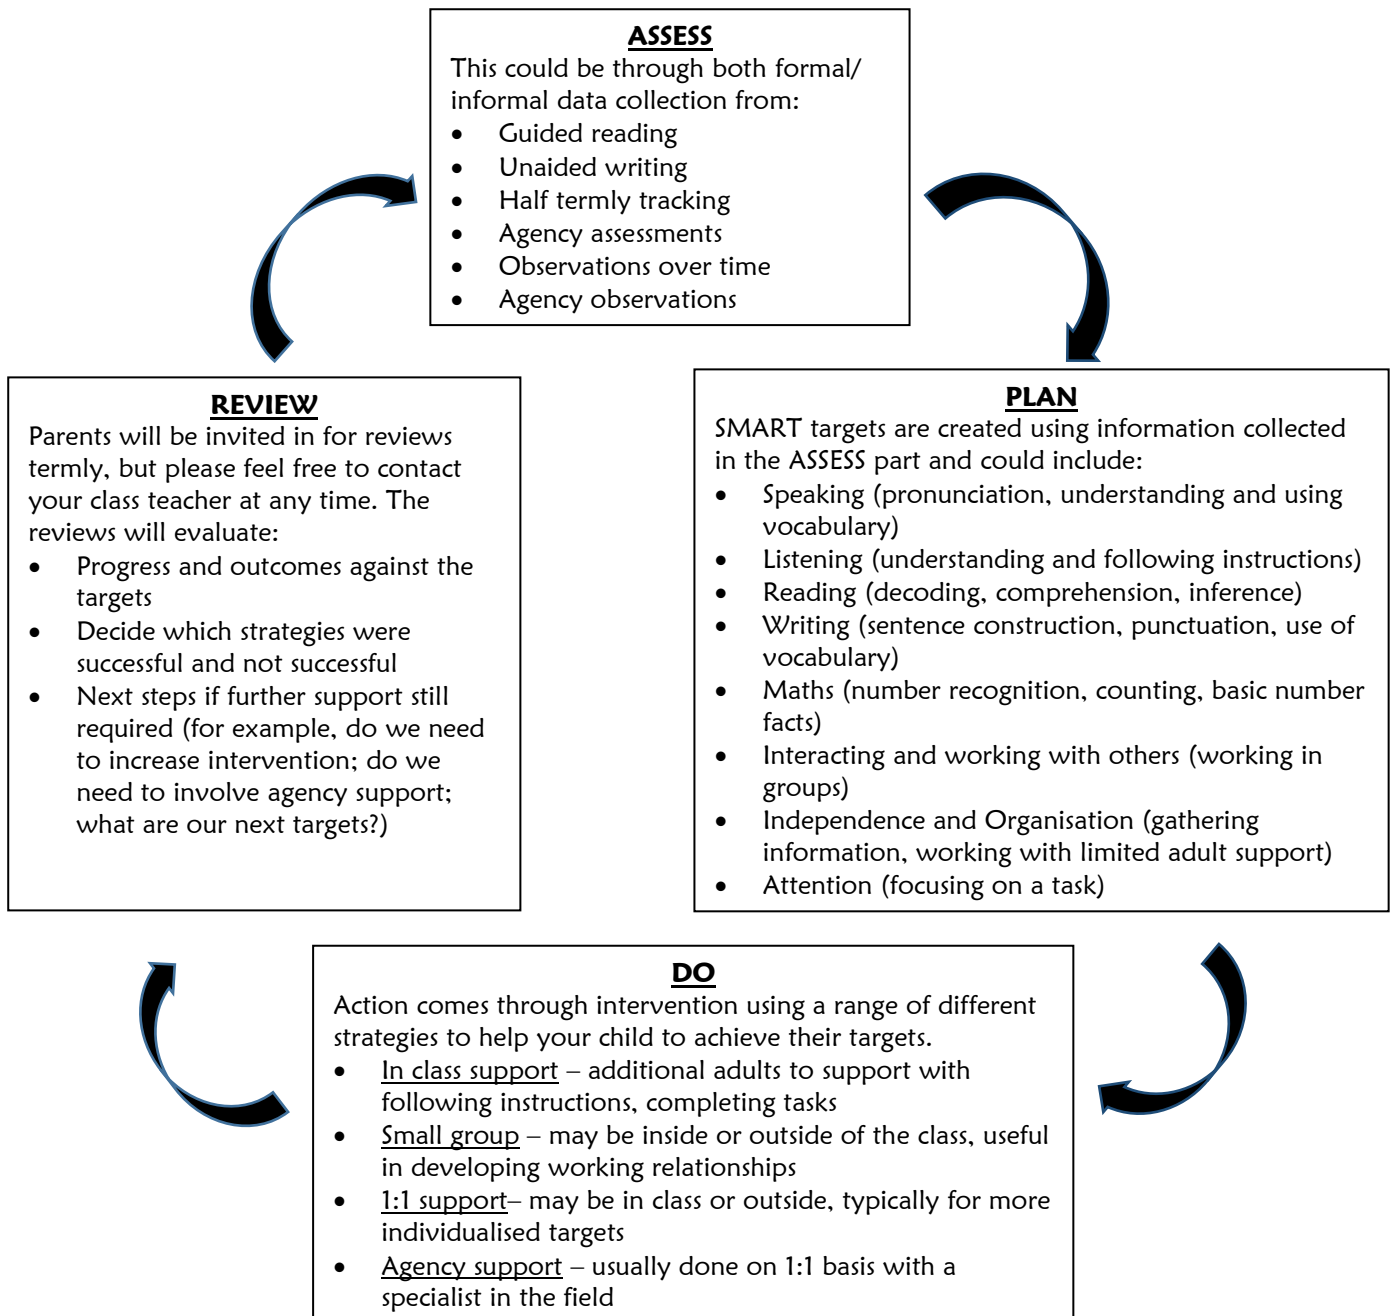 ASSESS
This could be through both formal/
informal data collection from:
• Guided reading
• Unaided writing
• Half termly tracking
• Agency assessments
• Observations over time
• Agency observations
PLAN
SMART targets are created using information collected
in the ASSESS part and could include:
• Speaking (pronunciation, understanding and using
vocabulary)
• Listening (understanding and following instructions)
• Reading (decoding, comprehension, inference)
• Writing (sentence construction, punctuation, use of
vocabulary)
• Maths (number recognition, counting, basic number
facts)
• Interacting and working with others (working in
groups)
• Independence and Organisation (gathering
information, working with limited adult support)
• Attention (focusing on a task)
DO
Action comes through intervention using a range of different
strategies to help your child to achieve their targets.
• In class support – additional adults to support with
following instructions, completing tasks
• Small group – may be inside or outside of the class, useful
in developing working relationships
• 1:1 support– may be in class or outside, typically for more
individualised targets
• Agency support – usually done on 1:1 basis with a
specialist in the field
REVIEW
Parents will be invited in for reviews
termly, but please feel free to contact
your class teacher at any time. The
reviews will evaluate:
• Progress and outcomes against the
targets
• Decide which strategies were
successful and not successful
• Next steps if further support still
required (for example, do we need
to increase intervention; do we
need to involve agency support;
what are our next targets?)